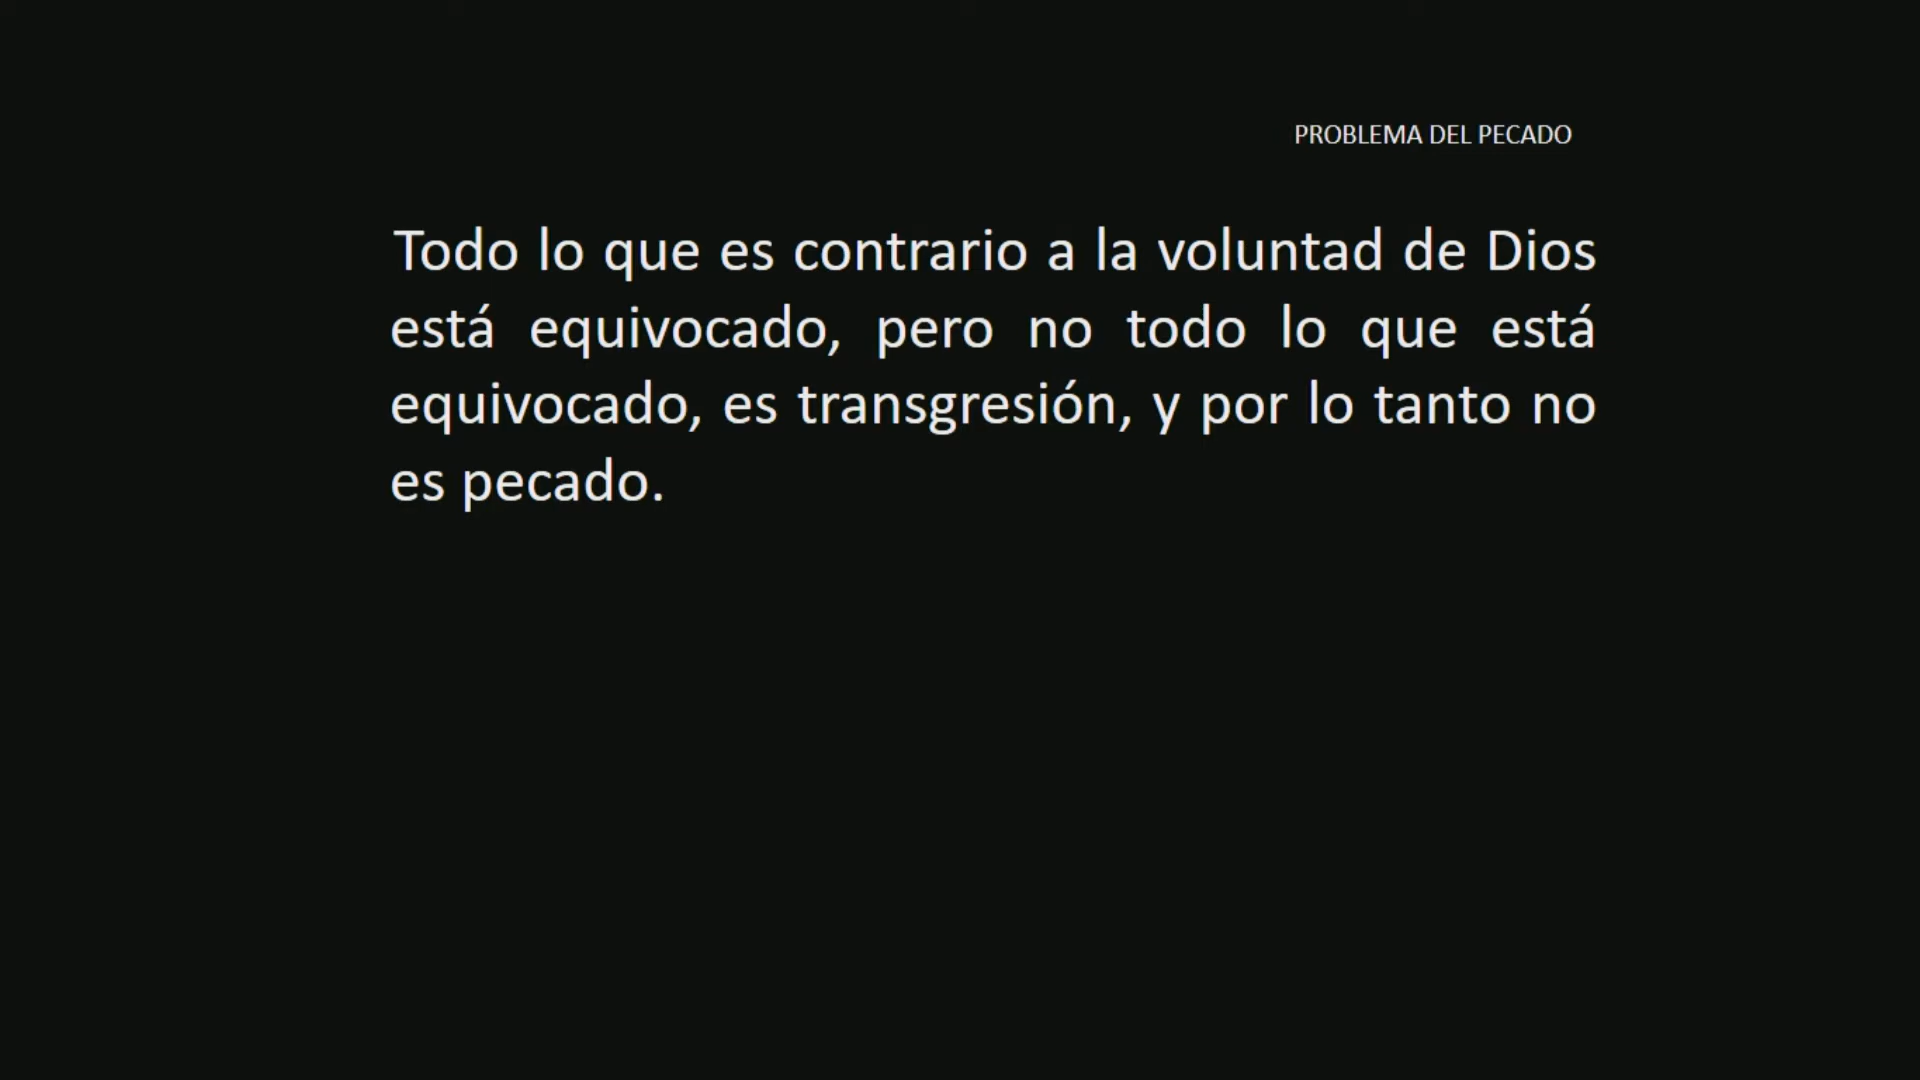 PROBLEMA DEL PECADO
Todo lo que es contrario a la voluntad de Dios
está equivocado, pero no todo lo que está
equivocado, es transgresión, y por lo tanto no
es pecado.